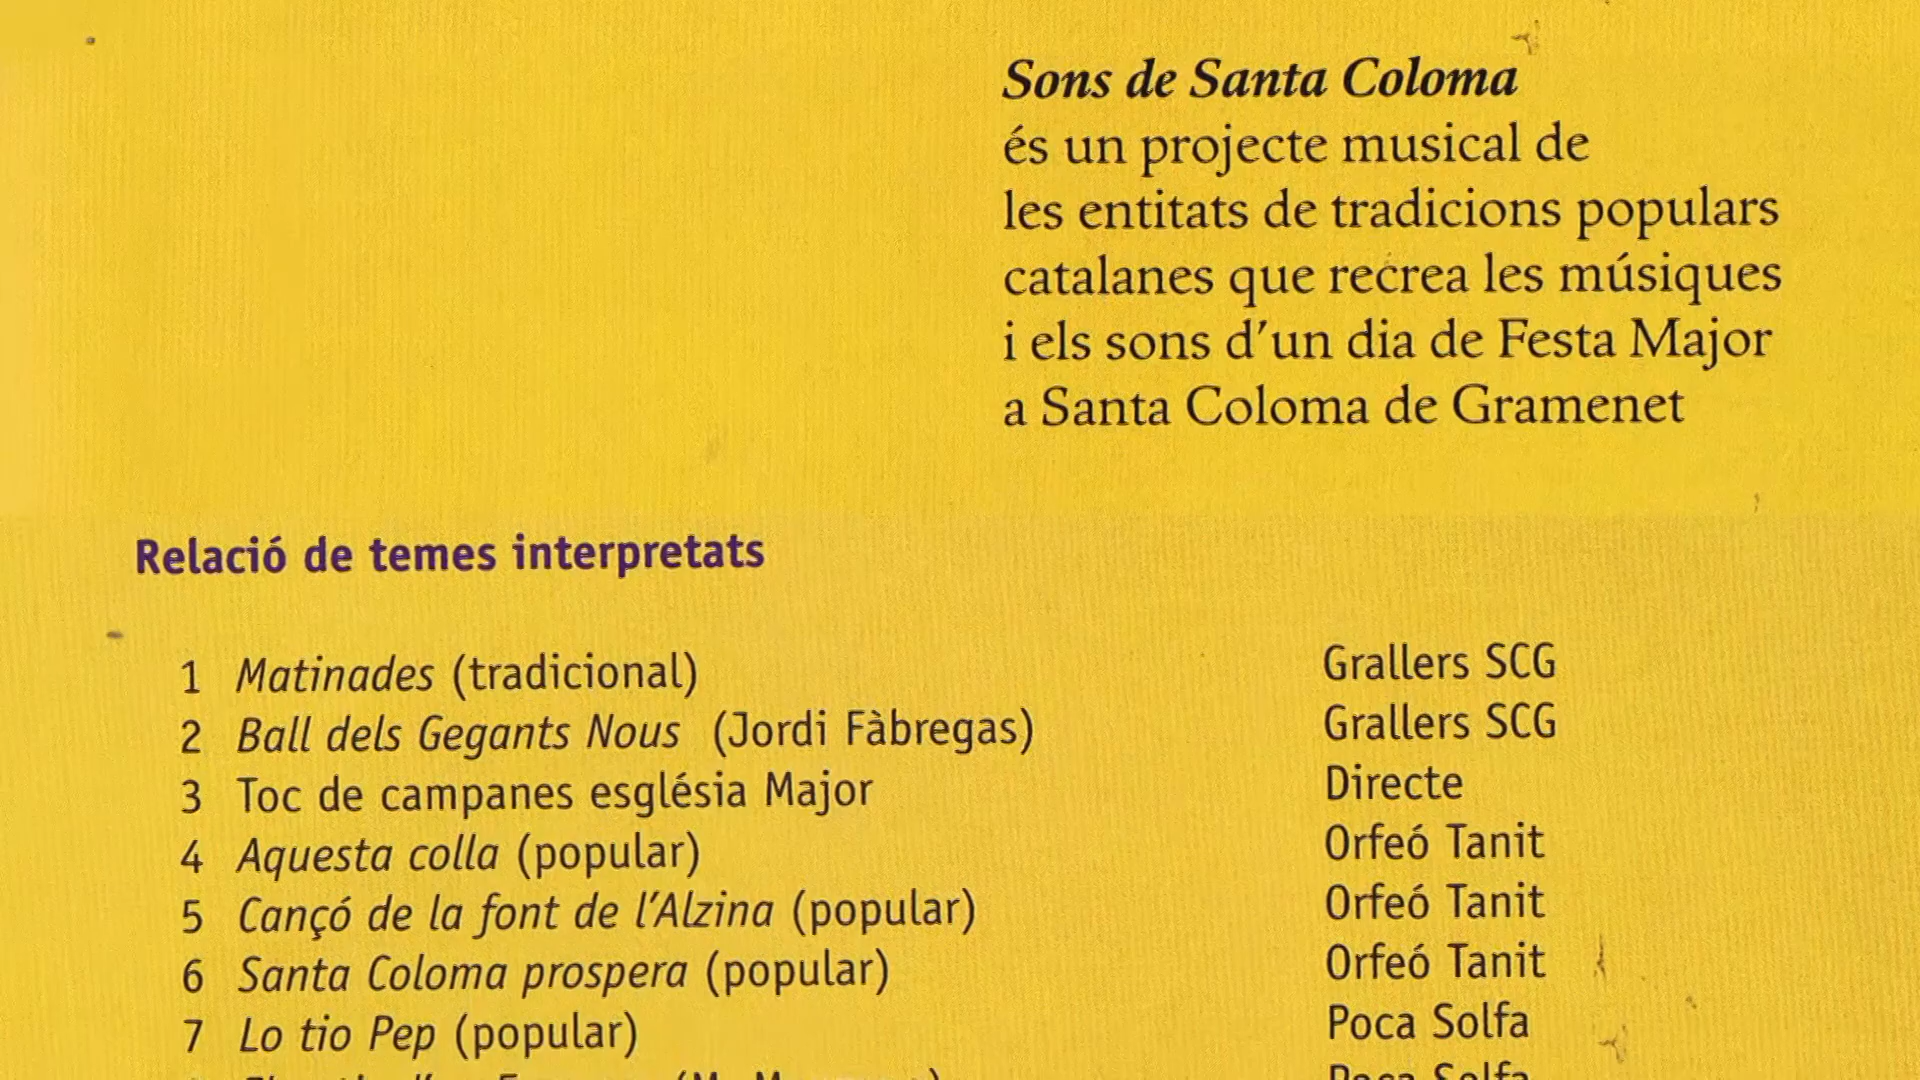 Sons de Santa Coloma
és un projecte musical de
les entitats de tradicions populars
catalanes que recrea les músiques
i els sons d'un dia de Festa Major
a Santa Coloma de Gramenet
Relació de temes interpretats
1 Matinades (tradicional) Grallers SCG
2 Ball dels Gegants Nous (Jordi Fàbregas) Grallers SCG
3 Toc de campanes església Major Directe
4 Aquesta colla (popular) Orfeó Tanit
5 Cançó de la font de l'Alzina (popular) Orfeó Tanit
6 Santa Coloma prospera (popular) Orfeó Tanit
7 Lo tio Pep (popular) Poca Solfa
Poca Solfa